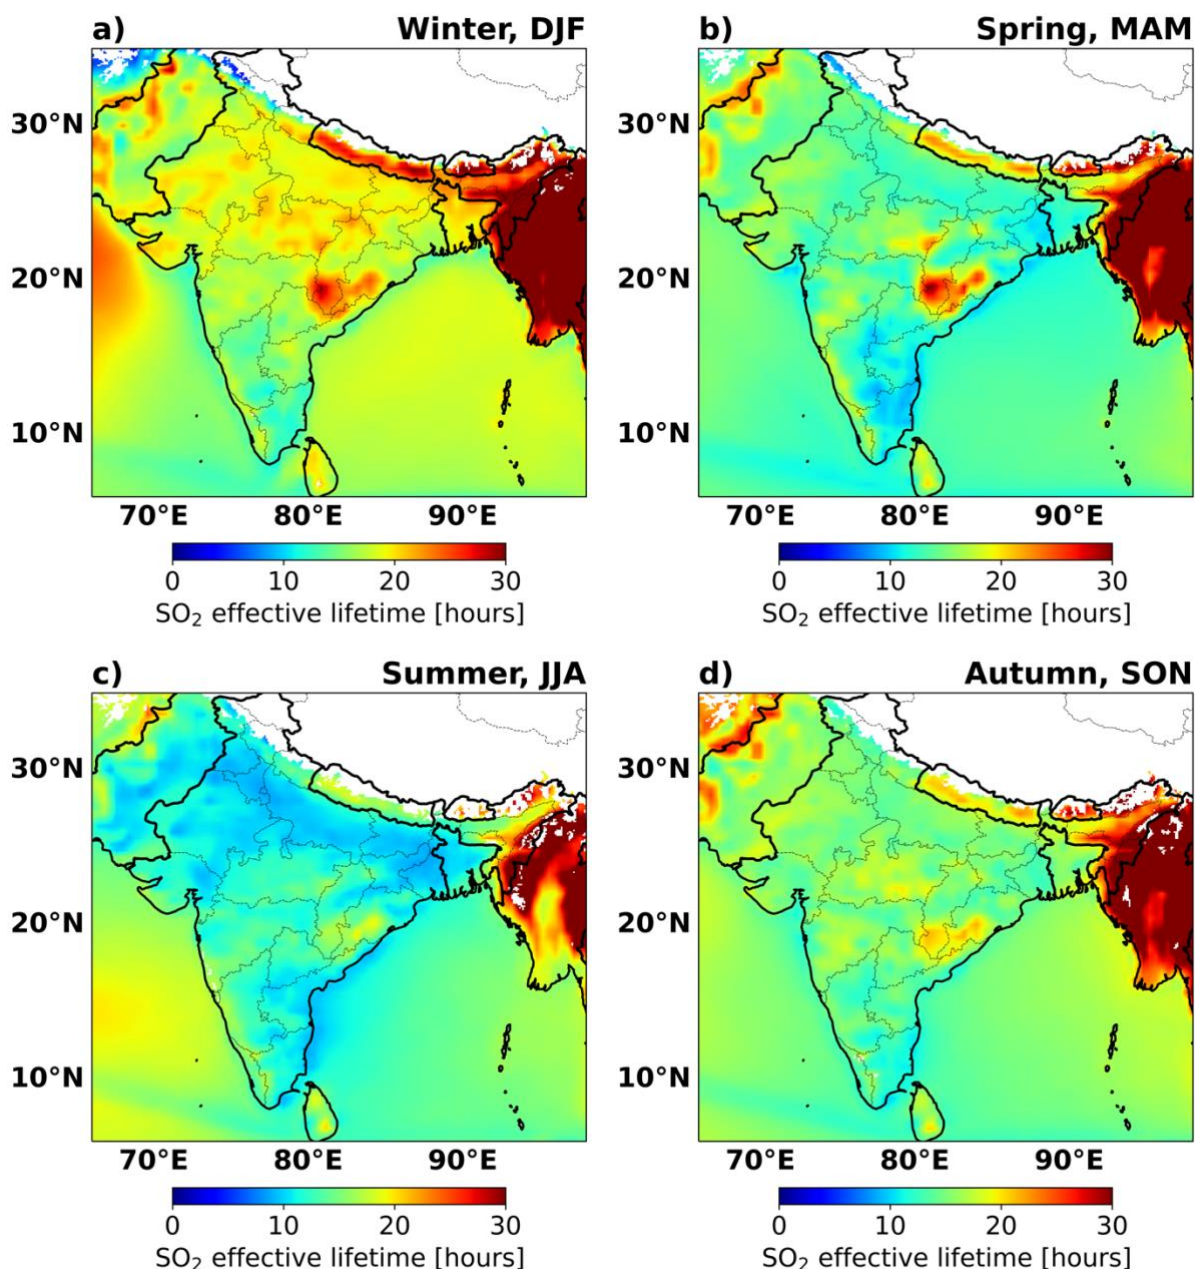 a) Winter, DJF
b) Spring, MAM
30°N
20°N
10°N
70°E 80°E 90°E
0 10 20 30
SO₂ effective lifetime [hours]
30°N
20°N
10°N
70°E 80°E 90°E
0 10 20 30
SO₂ effective lifetime [hours]
c) Summer, JJA
d) Autumn, SON
30°N
20°N
10°N
70°E 80°E 90°E
0 10 20 30
SO₂ effective lifetime [hours]
30°N
20°N
10°N
70°E 80°E 90°E
0 10 20 30
SO₂ effective lifetime [hours]